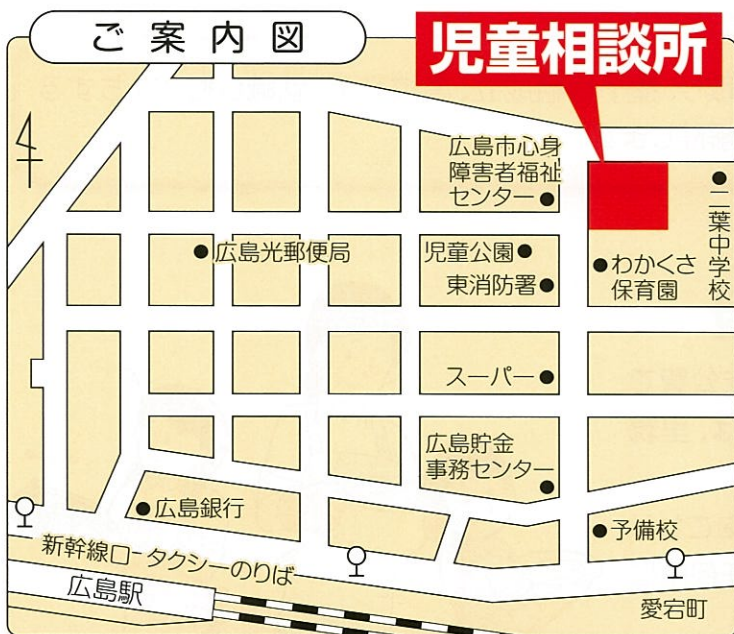 ご案内図
児童相談所
広島市心身
障害者福祉
センター
二葉中学校
広島光郵便局
児童公園
東消防署
わかくさ
保育園
スーパー
広島貯金
事務センター
広島銀行
予備校
新幹線口-タクシーのりば
広島駅
愛宕町